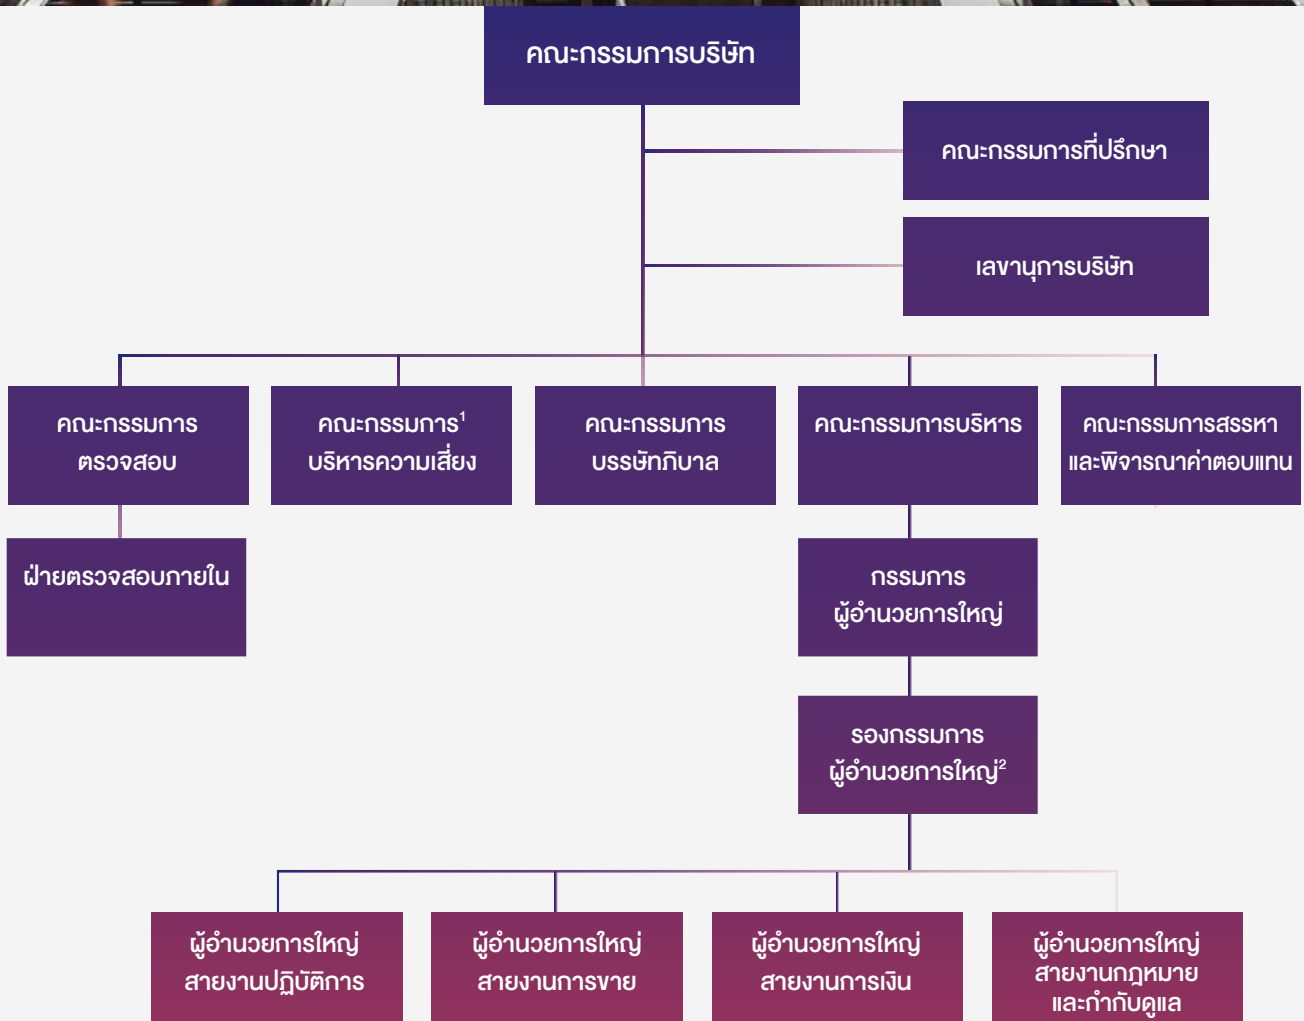 คณะกรรมการบริษัท
คณะกรรมการที่ปรึกษา
เลขานุการบริษัท
คณะกรรมการ
ตรวจสอบ
คณะกรรมการ¹
บริหารความเสี่ยง
คณะกรรมการ
บรรษัทภิบาล
คณะกรรมการบริหาร
คณะกรรมการสรรหา
และพิจารณาค่าตอบแทน
ฝ่ายตรวจสอบภายใน
กรรมการ
ผู้อำนวยการใหญ่
รองกรรมการ
ผู้อำนวยการใหญ่²
ผู้อำนวยการใหญ่
สายงานปฏิบัติการ
ผู้อำนวยการใหญ่
สายงานการขาย
ผู้อำนวยการใหญ่
สายงานการเงิน
ผู้อำนวยการใหญ่
สายงานกฎหมาย
และกำกับดูแล